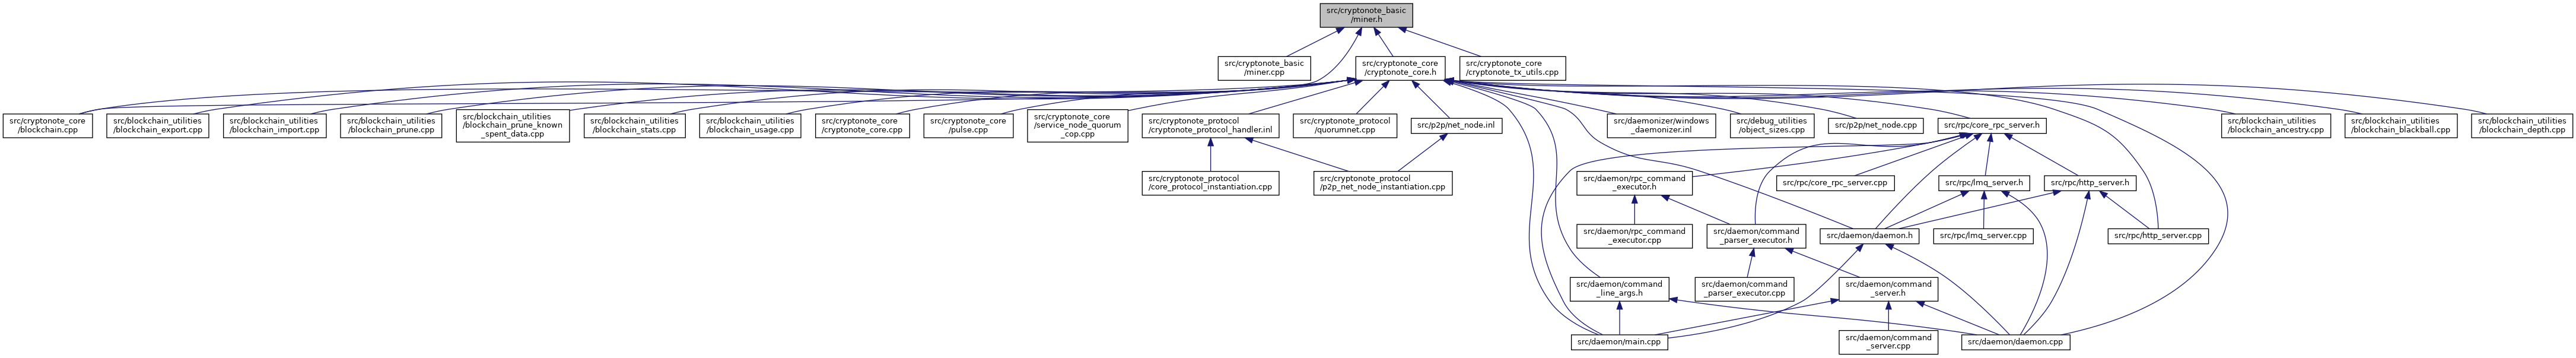 src/cryptonote_basic
/miner.h
src/cryptonote_basic
/miner.cpp
src/cryptonote_core
/cryptonote_core.h
src/cryptonote_core
/cryptonote_tx_utils.cpp
src/cryptonote_core
/blockchain.cpp
src/blockchain_utilities
/blockchain_export.cpp
src/blockchain_utilities
/blockchain_import.cpp
src/blockchain_utilities
/blockchain_prune.cpp
src/blockchain_utilities
/blockchain_prune_known
_spent_data.cpp
src/blockchain_utilities
/blockchain_stats.cpp
src/blockchain_utilities
/blockchain_usage.cpp
src/cryptonote_core
/cryptonote_core.cpp
src/cryptonote_core
/pulse.cpp
src/cryptonote_core
/service_node_quorum
_cop.cpp
src/cryptonote_protocol
/cryptonote_protocol_handler.inl
src/cryptonote_protocol
/quorumnet.cpp
src/p2p/net_node.inl
src/daemonizer/windows
_daemonizer.inl
src/debug_utilities
/object_sizes.cpp
src/p2p/net_node.cpp
src/rpc/core_rpc_server.h
src/blockchain_utilities
/blockchain_ancestry.cpp
src/blockchain_utilities
/blockchain_blackball.cpp
src/blockchain_utilities
/blockchain_depth.cpp
src/cryptonote_protocol
/core_protocol_instantiation.cpp
src/cryptonote_protocol
/p2p_net_node_instantiation.cpp
src/daemon/rpc_command
_executor.h
src/rpc/core_rpc_server.cpp
src/rpc/lmq_server.h
src/rpc/http_server.h
src/daemon/rpc_command
_executor.cpp
src/daemon/command
_parser_executor.h
src/daemon/daemon.h
src/rpc/lmq_server.cpp
src/rpc/http_server.cpp
src/daemon/command
_line_args.h
src/daemon/command
_parser_executor.cpp
src/daemon/command
_server.h
src/daemon/main.cpp
src/daemon/command
_server.cpp
src/daemon/daemon.cpp